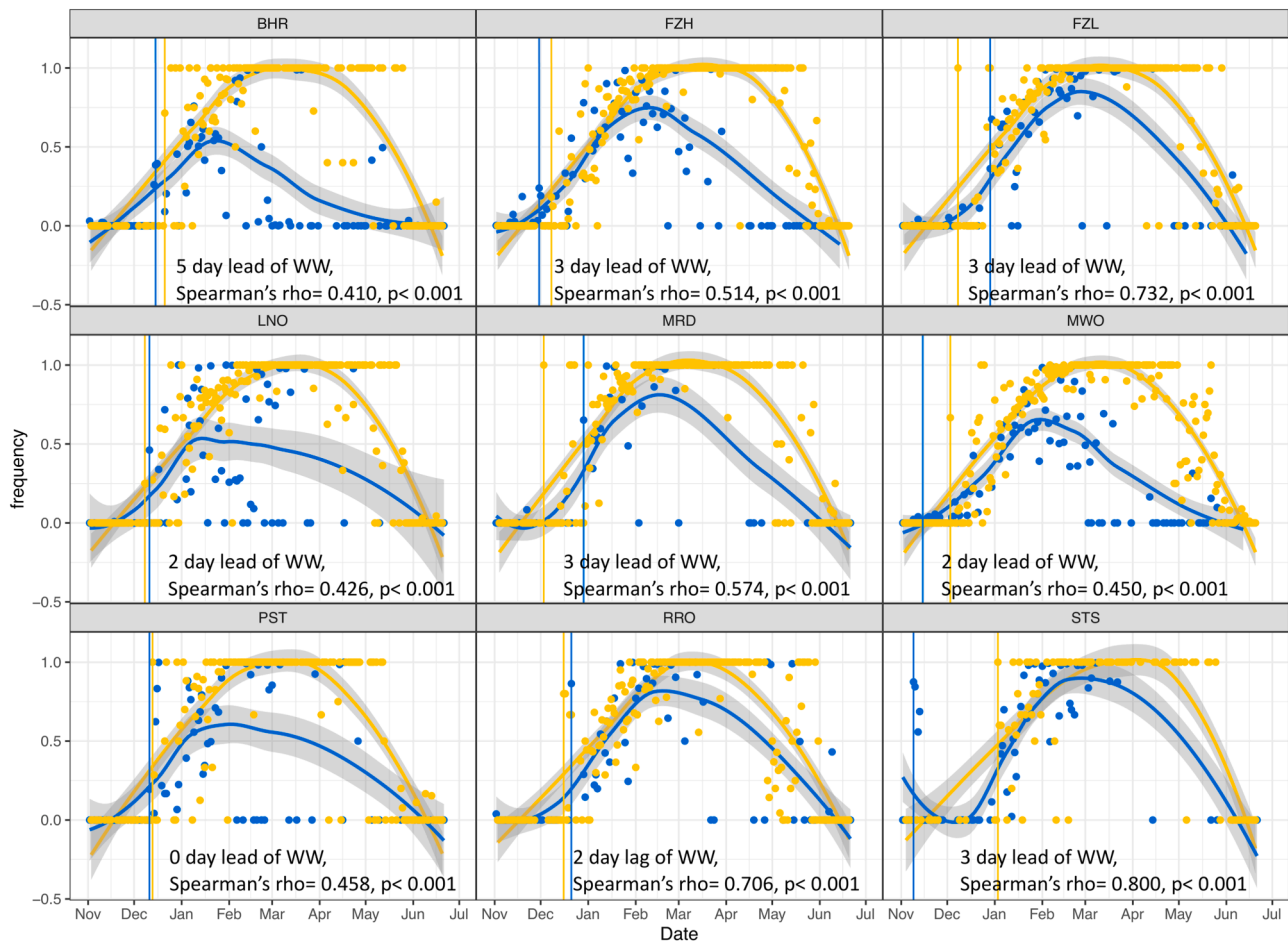 BHR
FZH
FZL
1.0
0.5
0.0
−0.5
5 day lead of WW,
Spearman's rho= 0.410, p< 0.001
3 day lead of WW,
Spearman's rho= 0.514, p< 0.001
3 day lead of WW,
Spearman's rho= 0.732, p< 0.001
LNO
MRD
MWO
frequency
1.0
0.5
0.0
−0.5
2 day lead of WW,
Spearman's rho= 0.426, p< 0.001
3 day lead of WW,
Spearman's rho= 0.574, p< 0.001
2 day lead of WW,
Spearman's rho= 0.450, p< 0.001
PST
RRO
STS
1.0
0.5
0.0
−0.5
0 day lead of WW,
Spearman's rho= 0.458, p< 0.001
2 day lag of WW,
Spearman's rho= 0.706, p< 0.001
3 day lead of WW,
Spearman's rho= 0.800, p< 0.001
Nov Dec Jan Feb Mar Apr May Jun Jul
Nov Dec Jan Feb Mar Apr May Jun Jul
Nov Dec Jan Feb Mar Apr May Jun Jul
Date